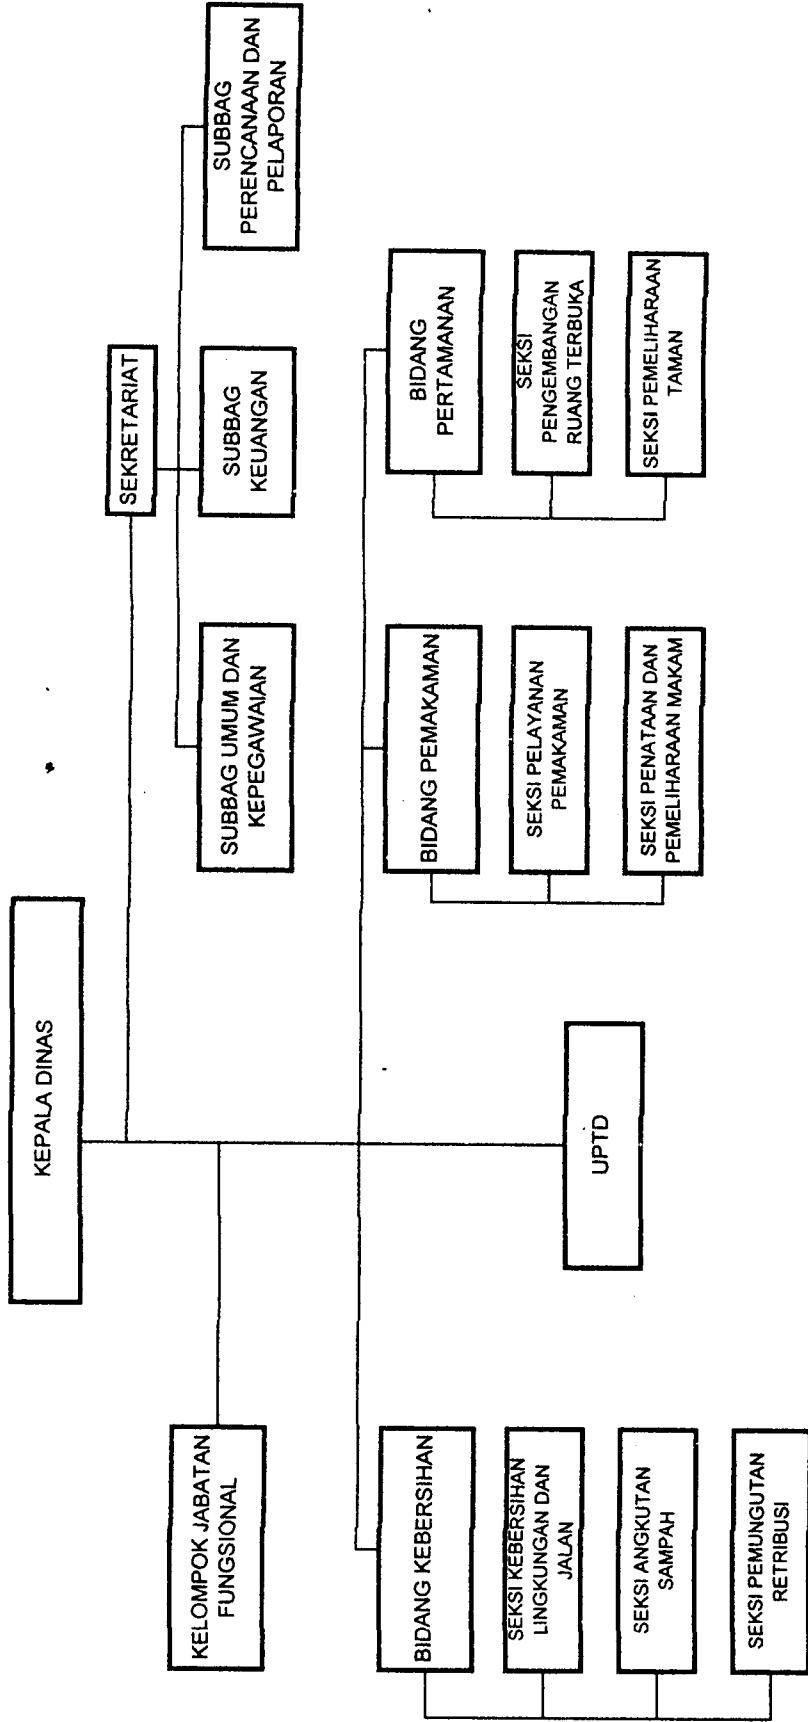 KEPALA DINAS
SEKRETARIAT
KELOMPOK JABATAN
FUNGSIONAL
SUBBAG UMUM DAN
KEPEGAWAIAN
SUBBAG
KEUANGAN
SUBBAG
PERENCANAAN DAN
PELAPORAN
BIDANG KEBERSIHAN
SEKSI KEBERSIHAN
LINGKUNGAN DAN
JALAN
SEKSI ANGKUTAN
SAMPAH
SEKSI PEMUNGUTAN
RETRIBUSI
UPTD
BIDANG PEMAKAMAN
SEKSI PELAYANAN
PEMAKAMAN
SEKSI PENATAAN DAN
PEMELIHARAAN MAKAM
BIDANG
PERTAMANAN
SEKSI
PENGEMBANGAN
RUANG TERBUKA
SEKSI PEMELIHARAAN
TAMAN